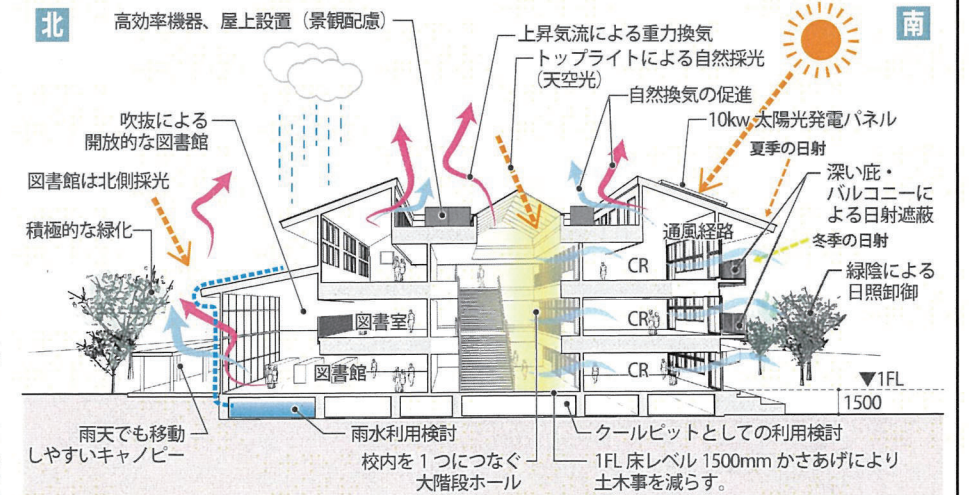 北
高効率機器、屋上設置（景観配慮）
上昇気流による重力換気
トップライトによる自然採光
（天空光）
南
自然換気の促進
10kw 太陽光発電パネル
夏季の日射
吹抜による
開放的な図書館
図書館は北側採光
積極的な緑化
深い庇・
バルコニーに
よる日射遮蔽
通風経路
冬季の日射
CR
緑陰による
日照卸御
図書室
CR
図書館
CR
▼1FL
1500
雨天でも移動
しやすいキャノピー
雨水利用検討
校内を１つにつなぐ
大階段ホール
クールピットとしての利用検討
1FL 床レベル 1500mm かさあげにより
土木事を減らす。